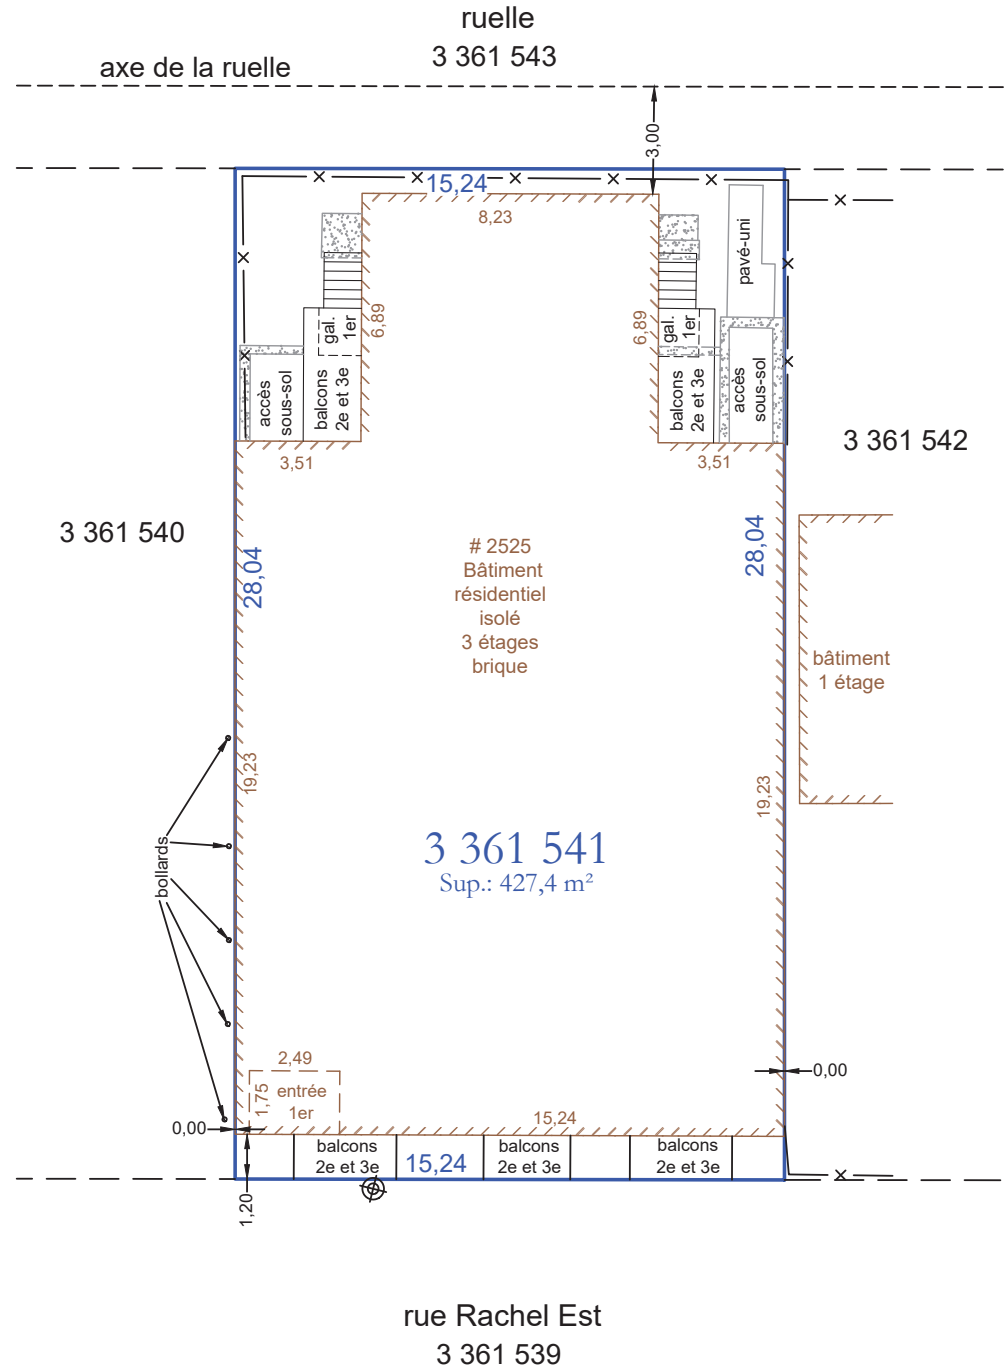 ruelle
3 361 543
axe de la ruelle
3,00
15,24
8,23
pavé-uni
6,89
6,89
gal.
1er
gal.
1er
accès
sous-sol
balcons
2e et 3e
balcons
2e et 3e
accès
sous-sol
3,51
3,51
3 361 542
3 361 540
28,04
28,04
# 2525
Bâtiment
résidentiel
isolé
3 étages
brique
bâtiment
1 étage
19,23
19,23
bollards
3 361 541
Sup.: 427,4 m²
2,49
1,75
entrée
1er
0,00
0,00
15,24
balcons
2e et 3e
15,24
balcons
2e et 3e
balcons
2e et 3e
1,20
rue Rachel Est
3 361 539